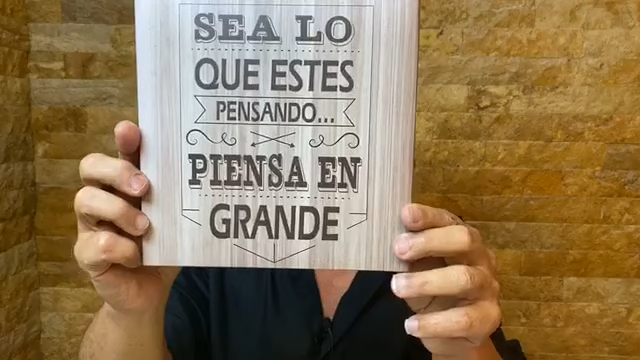 SEA LO
QUE ESTES
PENSANDO...
PIENSA EN
GRANDE